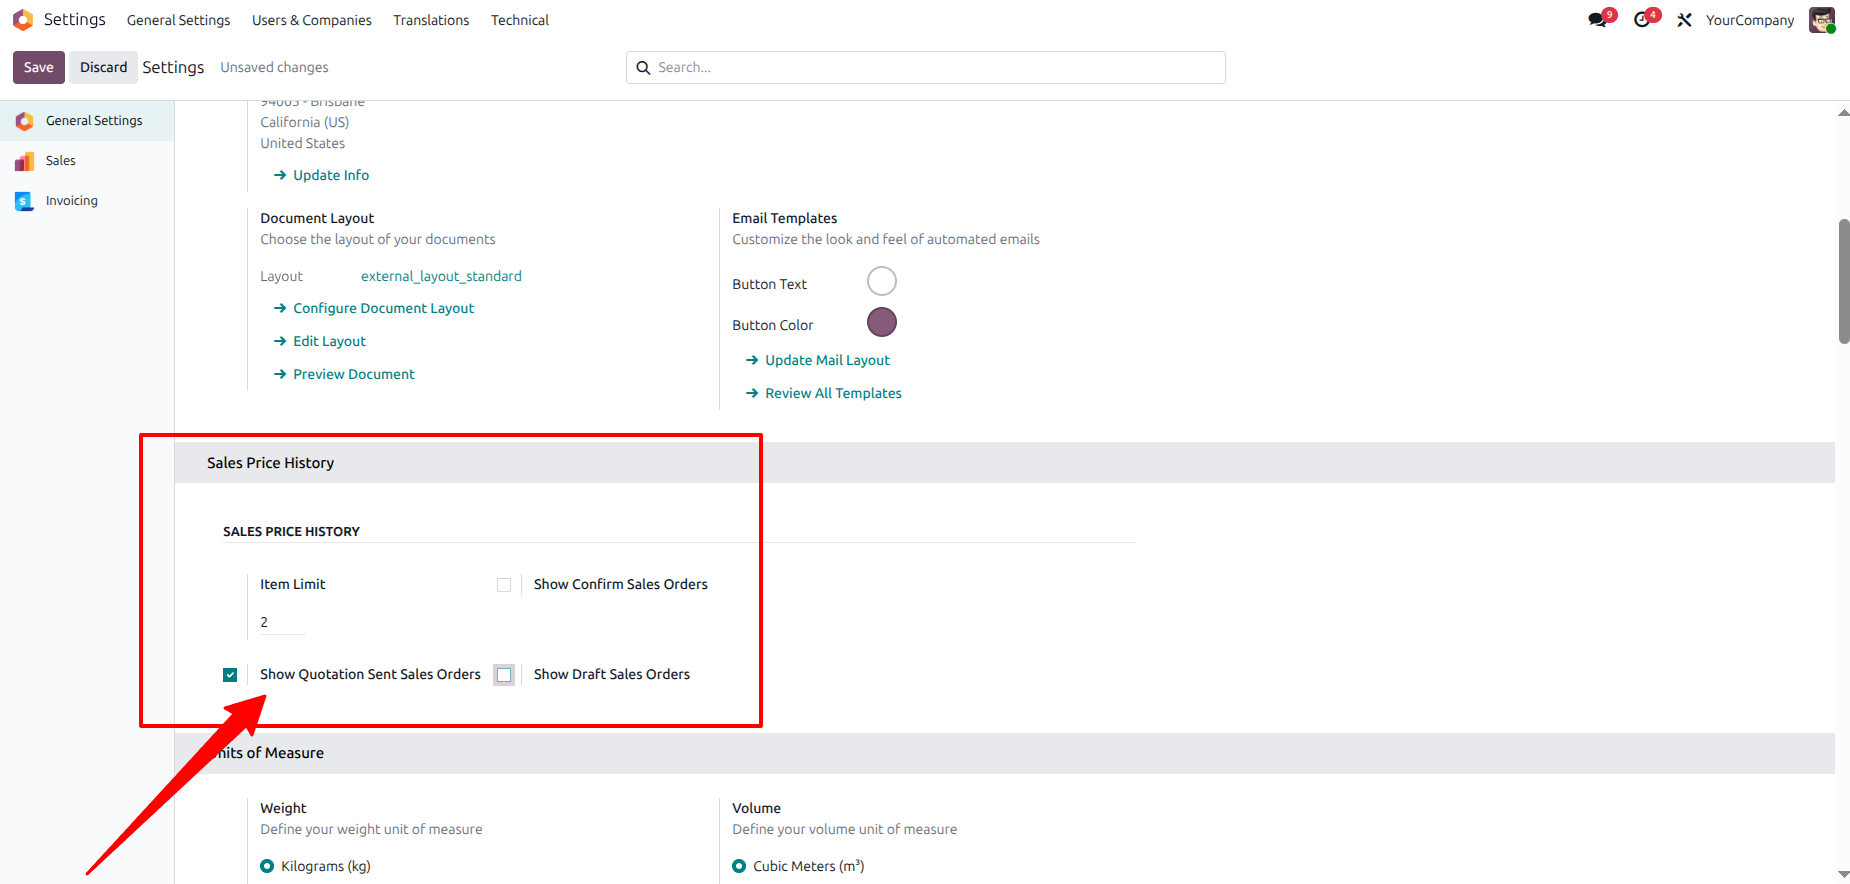 Settings General Settings Users & Companies Translations Technical 9 4 YourCompany
Save Discard Settings Unsaved changes Search...
General Settings
Sales
Invoicing
94005 - Brisbane
California (US)
United States
Update Info
Document Layout
Choose the layout of your documents
Layout external_layout_standard
Configure Document Layout
Edit Layout
Preview Document
Email Templates
Customize the look and feel of automated emails
Button Text
Button Color
Update Mail Layout
Review All Templates
Sales Price History
SALES PRICE HISTORY
Item Limit Show Confirm Sales Orders
2
Show Quotation Sent Sales Orders Show Draft Sales Orders
of Measure
Weight
Define your weight unit of measure
Kilograms (kg)
Volume
Define your volume unit of measure
Cubic Meters (m³)